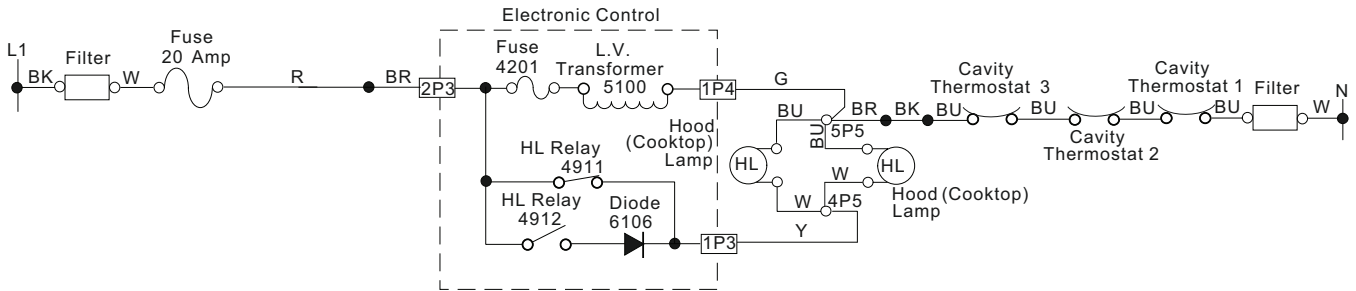 Electronic Control
L1
Filter
BK
W
Fuse
20 Amp
R
BR
2P3
Fuse
4201
L.V.
Transformer
5100
1P4
G
HL Relay
4911
HL Relay
4912
Diode
6106
1P3
Y
Hood
(Cooktop)
Lamp
BU
BU
5P5
HL
HL
W
W
4P5
Hood (Cooktop)
Lamp
BR
BK
BU
Cavity
Thermostat 3
BU
Cavity
Thermostat 2
BU
Cavity
Thermostat 1
BU
Filter
W
N